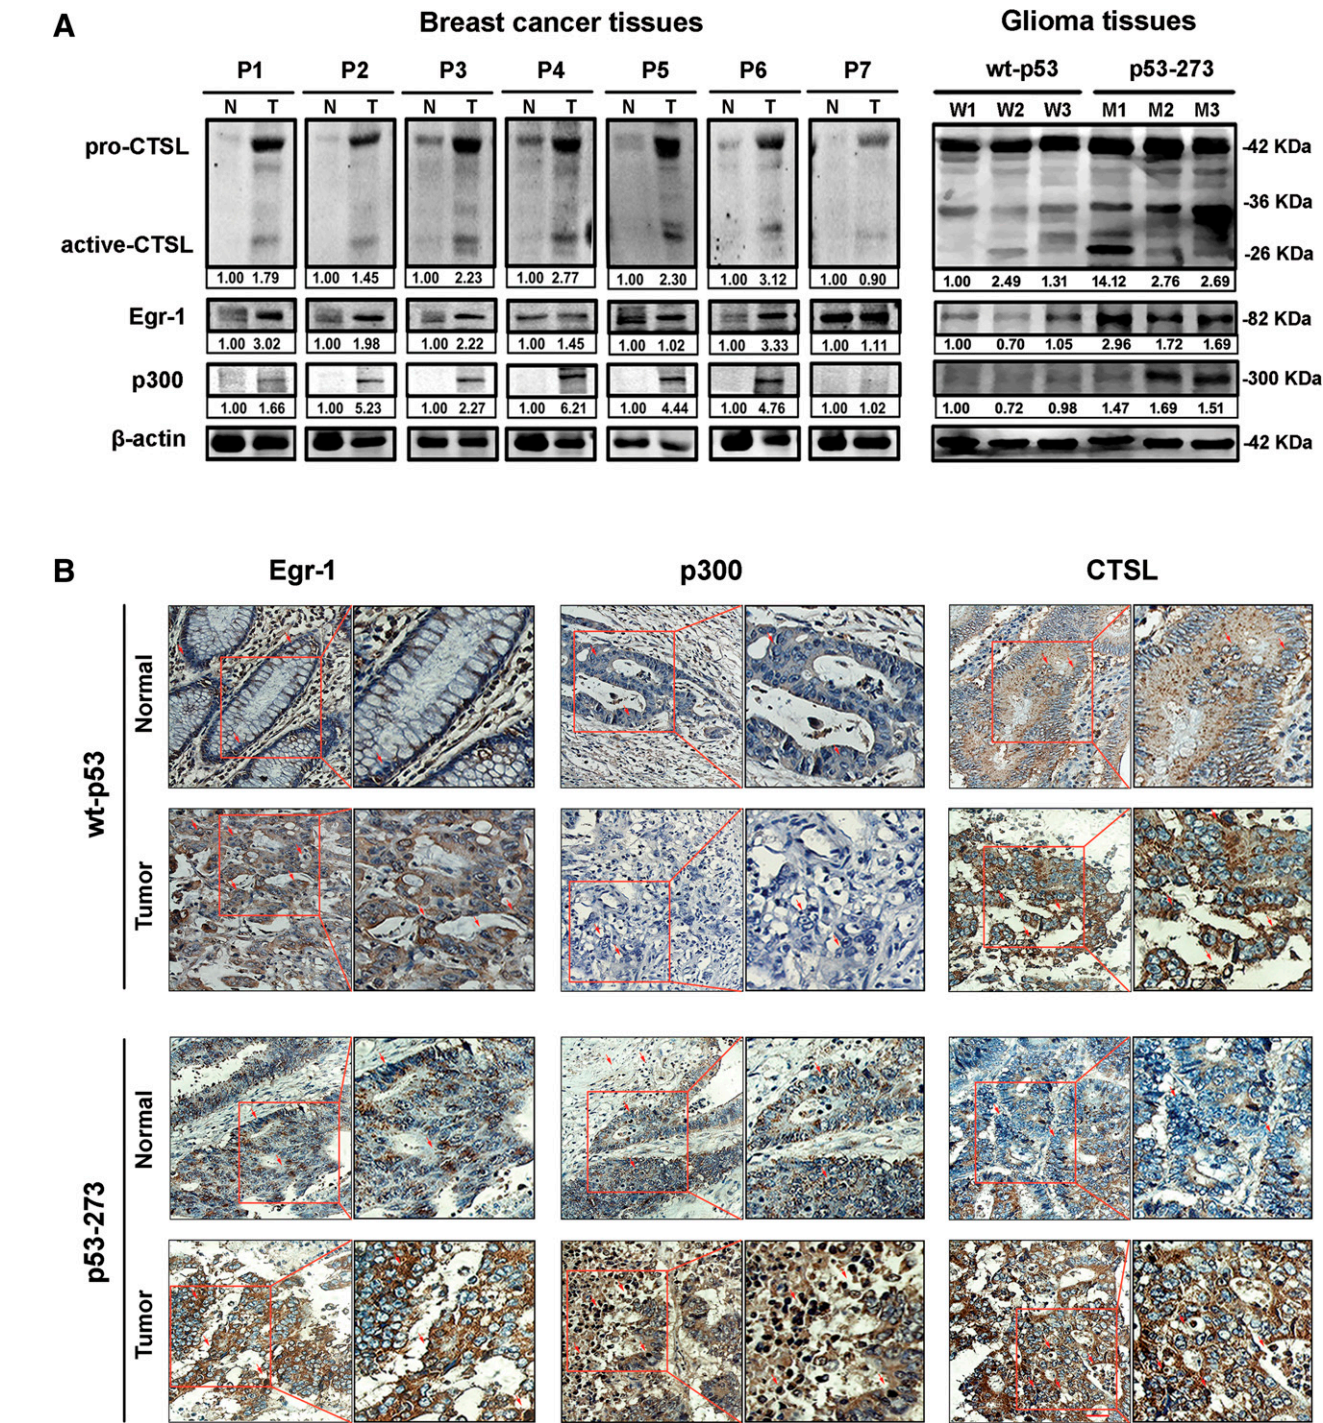 A
Breast cancer tissues
Glioma tissues
P1 P2 P3 P4 P5 P6 P7
wt-p53 p53-273
N T N T N T N T N T N T N T
W1 W2 W3 M1 M2 M3
pro-CTSL
-42 KDa
-36 KDa
active-CTSL
-26 KDa
1.00 1.79 1.00 1.45 1.00 2.23 1.00 2.77 1.00 2.30 1.00 3.12 1.00 0.90 1.00 2.49 1.31 14.12 2.76 2.69
Egr-1
-82 KDa
1.00 3.02 1.00 1.98 1.00 2.22 1.00 1.45 1.00 1.02 1.00 3.33 1.00 1.11 1.00 0.70 1.05 2.96 1.72 1.69
p300
-300 KDa
1.00 1.66 1.00 5.23 1.00 2.27 1.00 6.21 1.00 4.44 1.00 4.76 1.00 1.02 1.00 0.72 0.98 1.47 1.69 1.51
β-actin
-42 KDa
B
Egr-1 p300 CTSL
wt-p53
Normal
Tumor
p53-273
Normal
Tumor